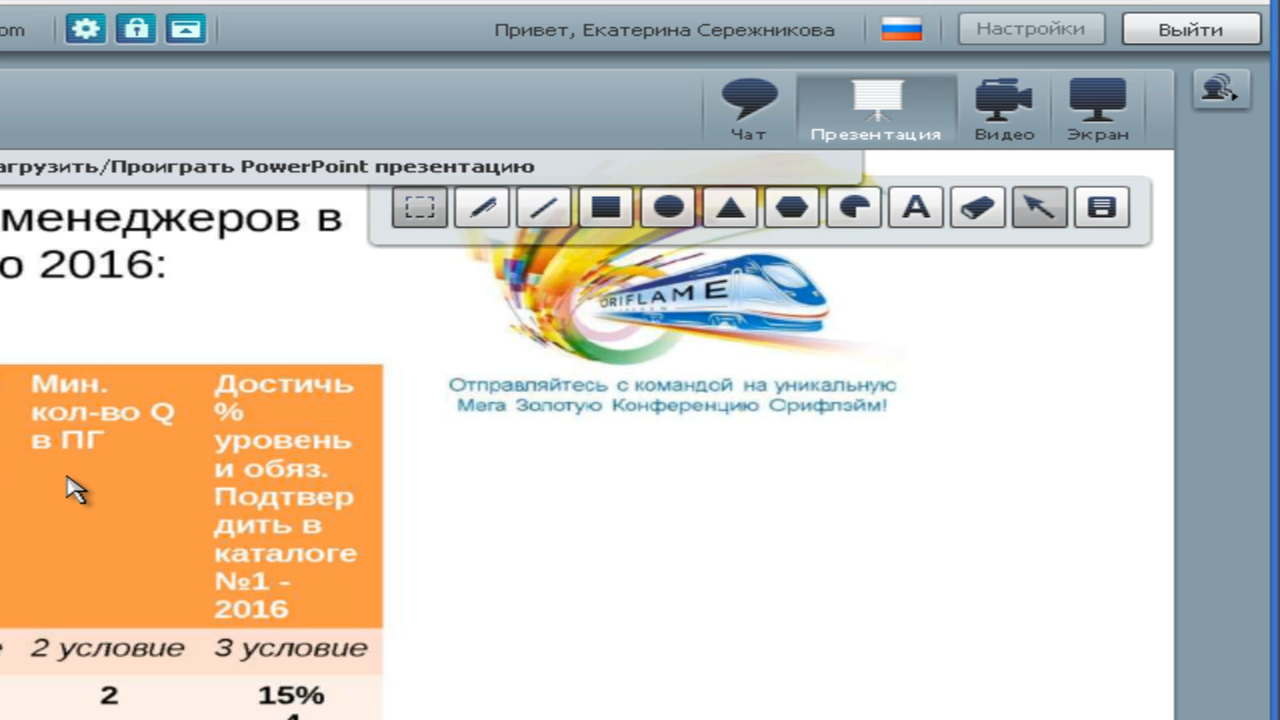 om
Привет, Екатерина Сережникова
Настройки
Выйти
Чат
Презентация
Видео
Экран
агрузить/Проиграть PowerPoint презентацию
A
менеджеров в
о 2016:
ORIFLAME
Отправляйтесь с командой на уникальную
Мега Золотую Конференцию Орифлэйм!
Мин.
кол-во Q
в ПГ
Достичь
%
уровень
и обяз.
Подтвер
дить в
каталоге
№1 -
2016
2 условие
3 условие
2
15%